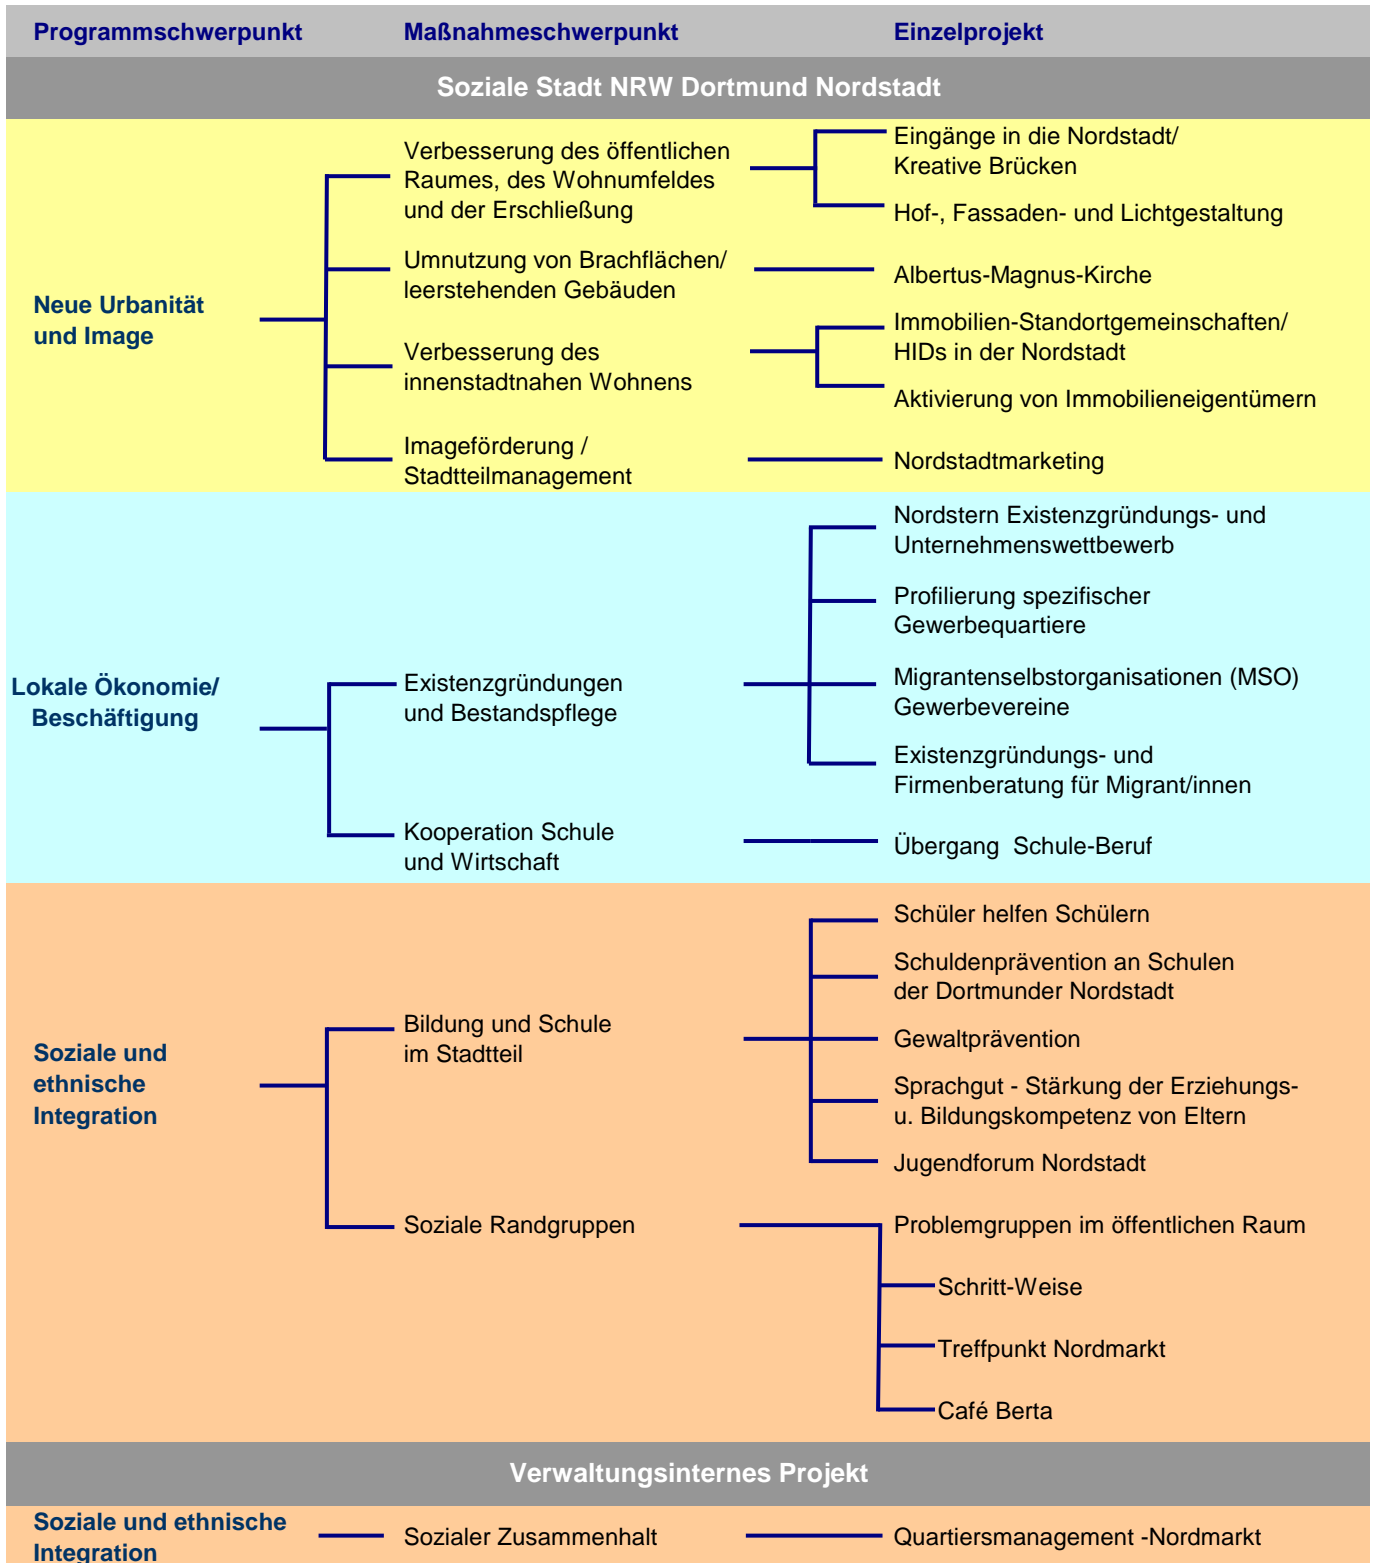 Programmschwerpunkt Maßnahmeschwerpunkt Einzelprojekt
Soziale Stadt NRW Dortmund Nordstadt
Neue Urbanität
und Image
Verbesserung des öffentlichen
Raumes, des Wohnumfeldes
und der Erschließung
Eingänge in die Nordstadt/
Kreative Brücken
Hof-, Fassaden- und Lichtgestaltung
Umnutzung von Brachflächen/
leerstehenden Gebäuden
Albertus-Magnus-Kirche
Verbesserung des
innenstadtnahen Wohnens
Immobilien-Standortgemeinschaften/
HIDs in der Nordstadt
Aktivierung von Immobilieneigentümern
Imageförderung /
Stadtteilmanagement
Nordstadtmarketing
Lokale Ökonomie/
Beschäftigung
Existenzgründungen
und Bestandspflege
Nordstern Existenzgründungs- und
Unternehmenswettbewerb
Profilierung spezifischer
Gewerbequartiere
Migrantenselbstorganisationen (MSO)
Gewerbevereine
Existenzgründungs- und
Firmenberatung für Migrant/innen
Kooperation Schule
und Wirtschaft
Übergang Schule-Beruf
Soziale und
ethnische
Integration
Bildung und Schule
im Stadtteil
Schüler helfen Schülern
Schuldenprävention an Schulen
der Dortmunder Nordstadt
Gewaltprävention
Sprachgut - Stärkung der Erziehungs-
u. Bildungskompetenz von Eltern
Jugendforum Nordstadt
Soziale Randgruppen
Problemgruppen im öffentlichen Raum
Schritt-Weise
Treffpunkt Nordmarkt
Café Berta
Verwaltungsinternes Projekt
Soziale und ethnische
Integration
Sozialer Zusammenhalt
Quartiersmanagement -Nordmarkt